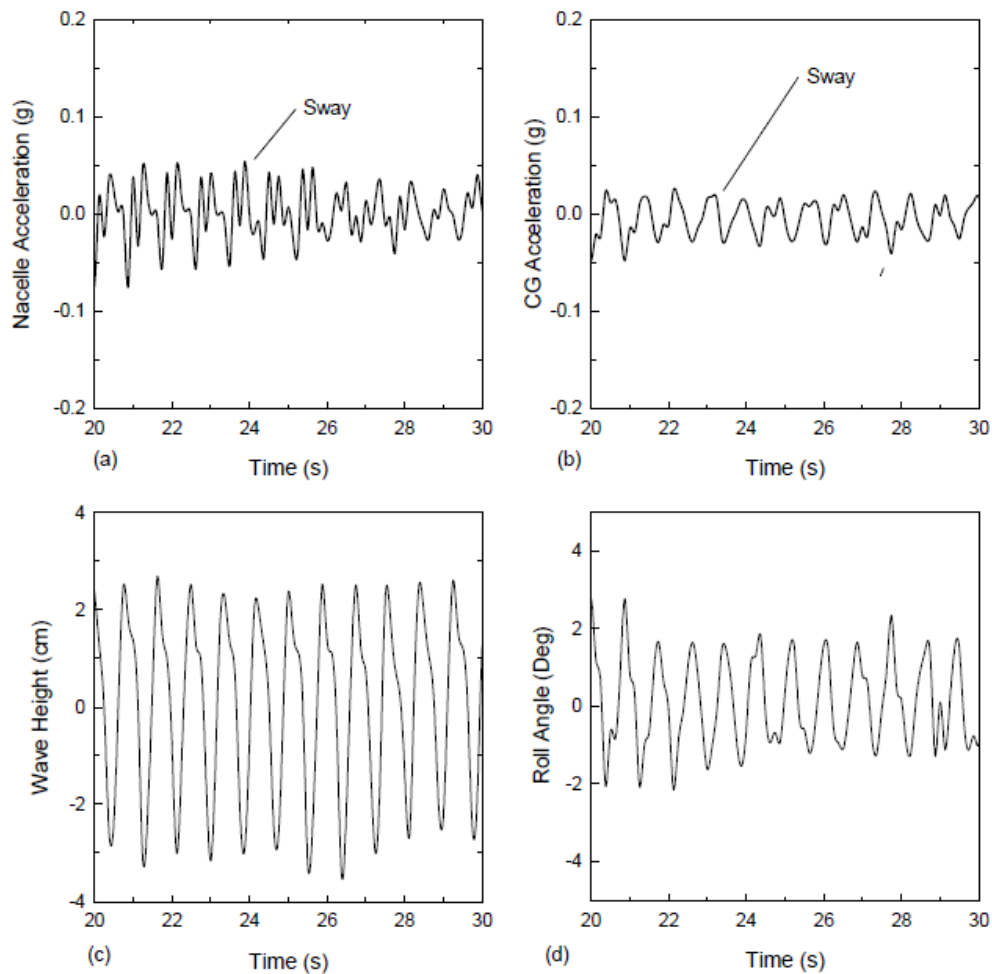 0.2
0.1
0.0
-0.1
-0.2
Nacelle Acceleration (g)
Sway
20 22 24 26 28 30
(a)
Time (s)
0.2
0.1
0.0
-0.1
-0.2
CG Acceleration (g)
Sway
20 22 24 26 28 30
(b)
Time (s)
4
2
0
-2
-4
Wave Height (cm)
20 22 24 26 28 30
(c)
Time (s)
4
2
0
-2
-4
Roll Angle (Deg)
20 22 24 26 28 30
(d)
Time (s)